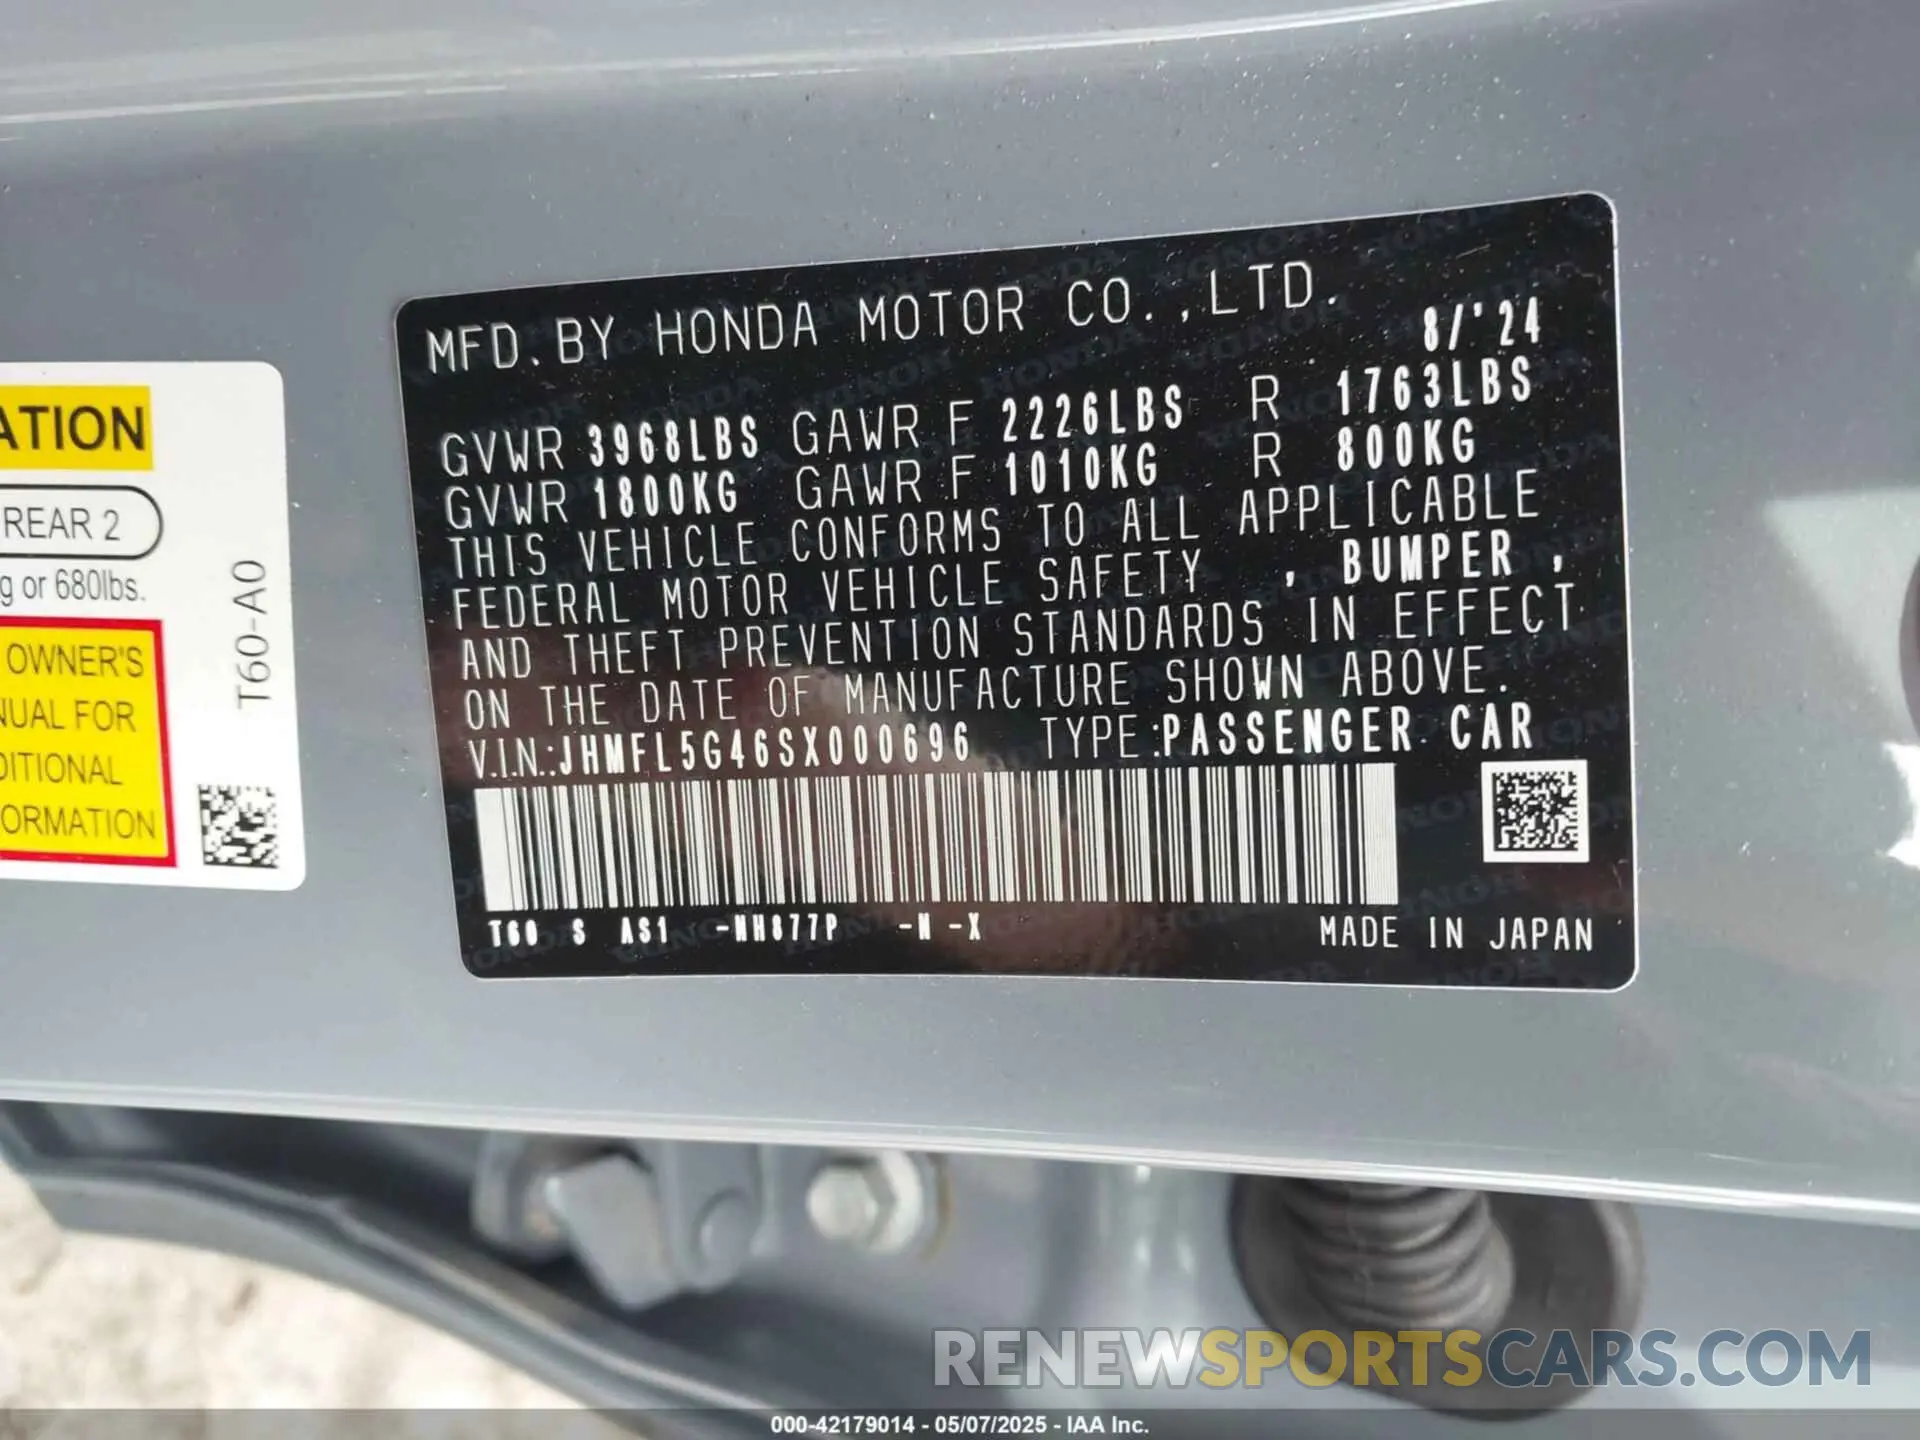 MFD. BY HONDA MOTOR CO., LTD.
8/'24
GVWR 3968LBS GAWR F 2226LBS R 1763LBS
GVWR 1800KG GAWR F 1010KG R 800KG
THIS VEHICLE CONFORMS TO ALL APPLICABLE
FEDERAL MOTOR VEHICLE SAFETY , BUMPER ,
AND THEFT PREVENTION STANDARDS IN EFFECT
ON THE DATE OF MANUFACTURE SHOWN ABOVE.
V.I.N.:JHMFL5G46SX000696 TYPE:PASSENGER CAR
T60 S AS1 -NH877P -N -X
MADE IN JAPAN
ATION
REAR 2
g or 680lbs.
OWNER'S
NUAL FOR
DITIONAL
ORMATION
T60-A0
RENEWSPORTSCARS.COM
000-42179014 - 05/07/2025 - IAA Inc.